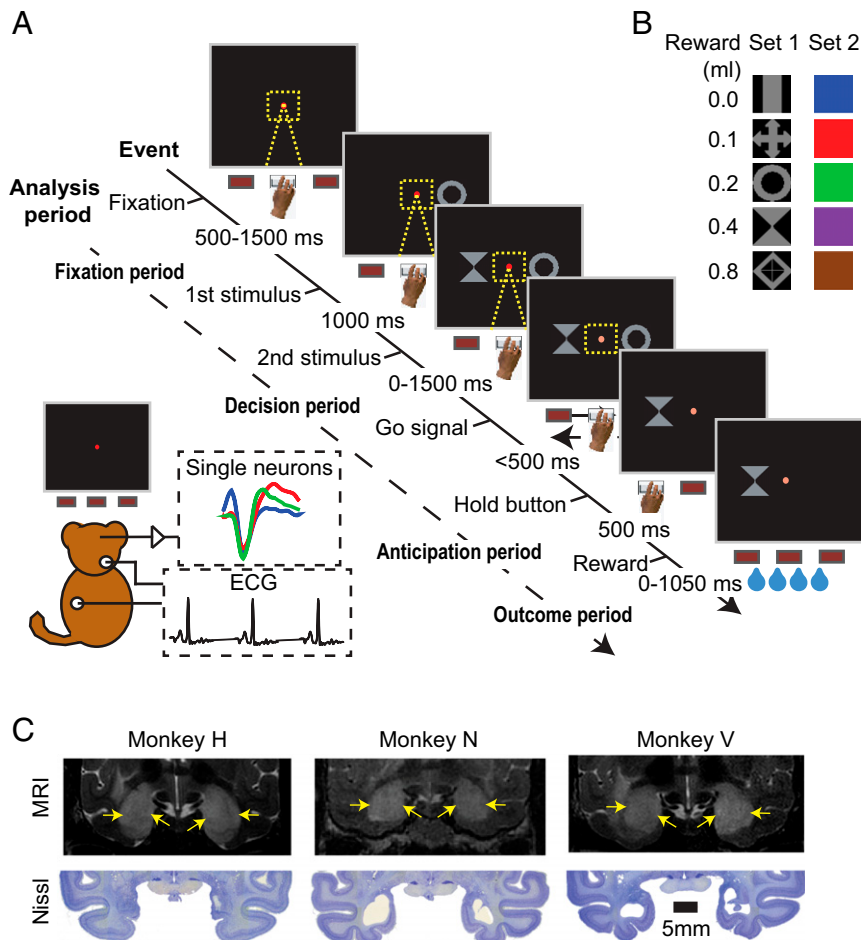 A
Event
Analysis
period
Fixation
500-1500 ms
Fixation period
1st stimulus
1000 ms
2nd stimulus
0-1500 ms
Decision period
Go signal
<500 ms
Hold button
500 ms
Anticipation period
Reward
0-1050 ms
Outcome period
Single neurons
ECG
B
Reward Set 1 Set 2
(ml)
0.0
0.1
0.2
0.4
0.8
C
Monkey H Monkey N Monkey V
MRI
Nissl
5mm